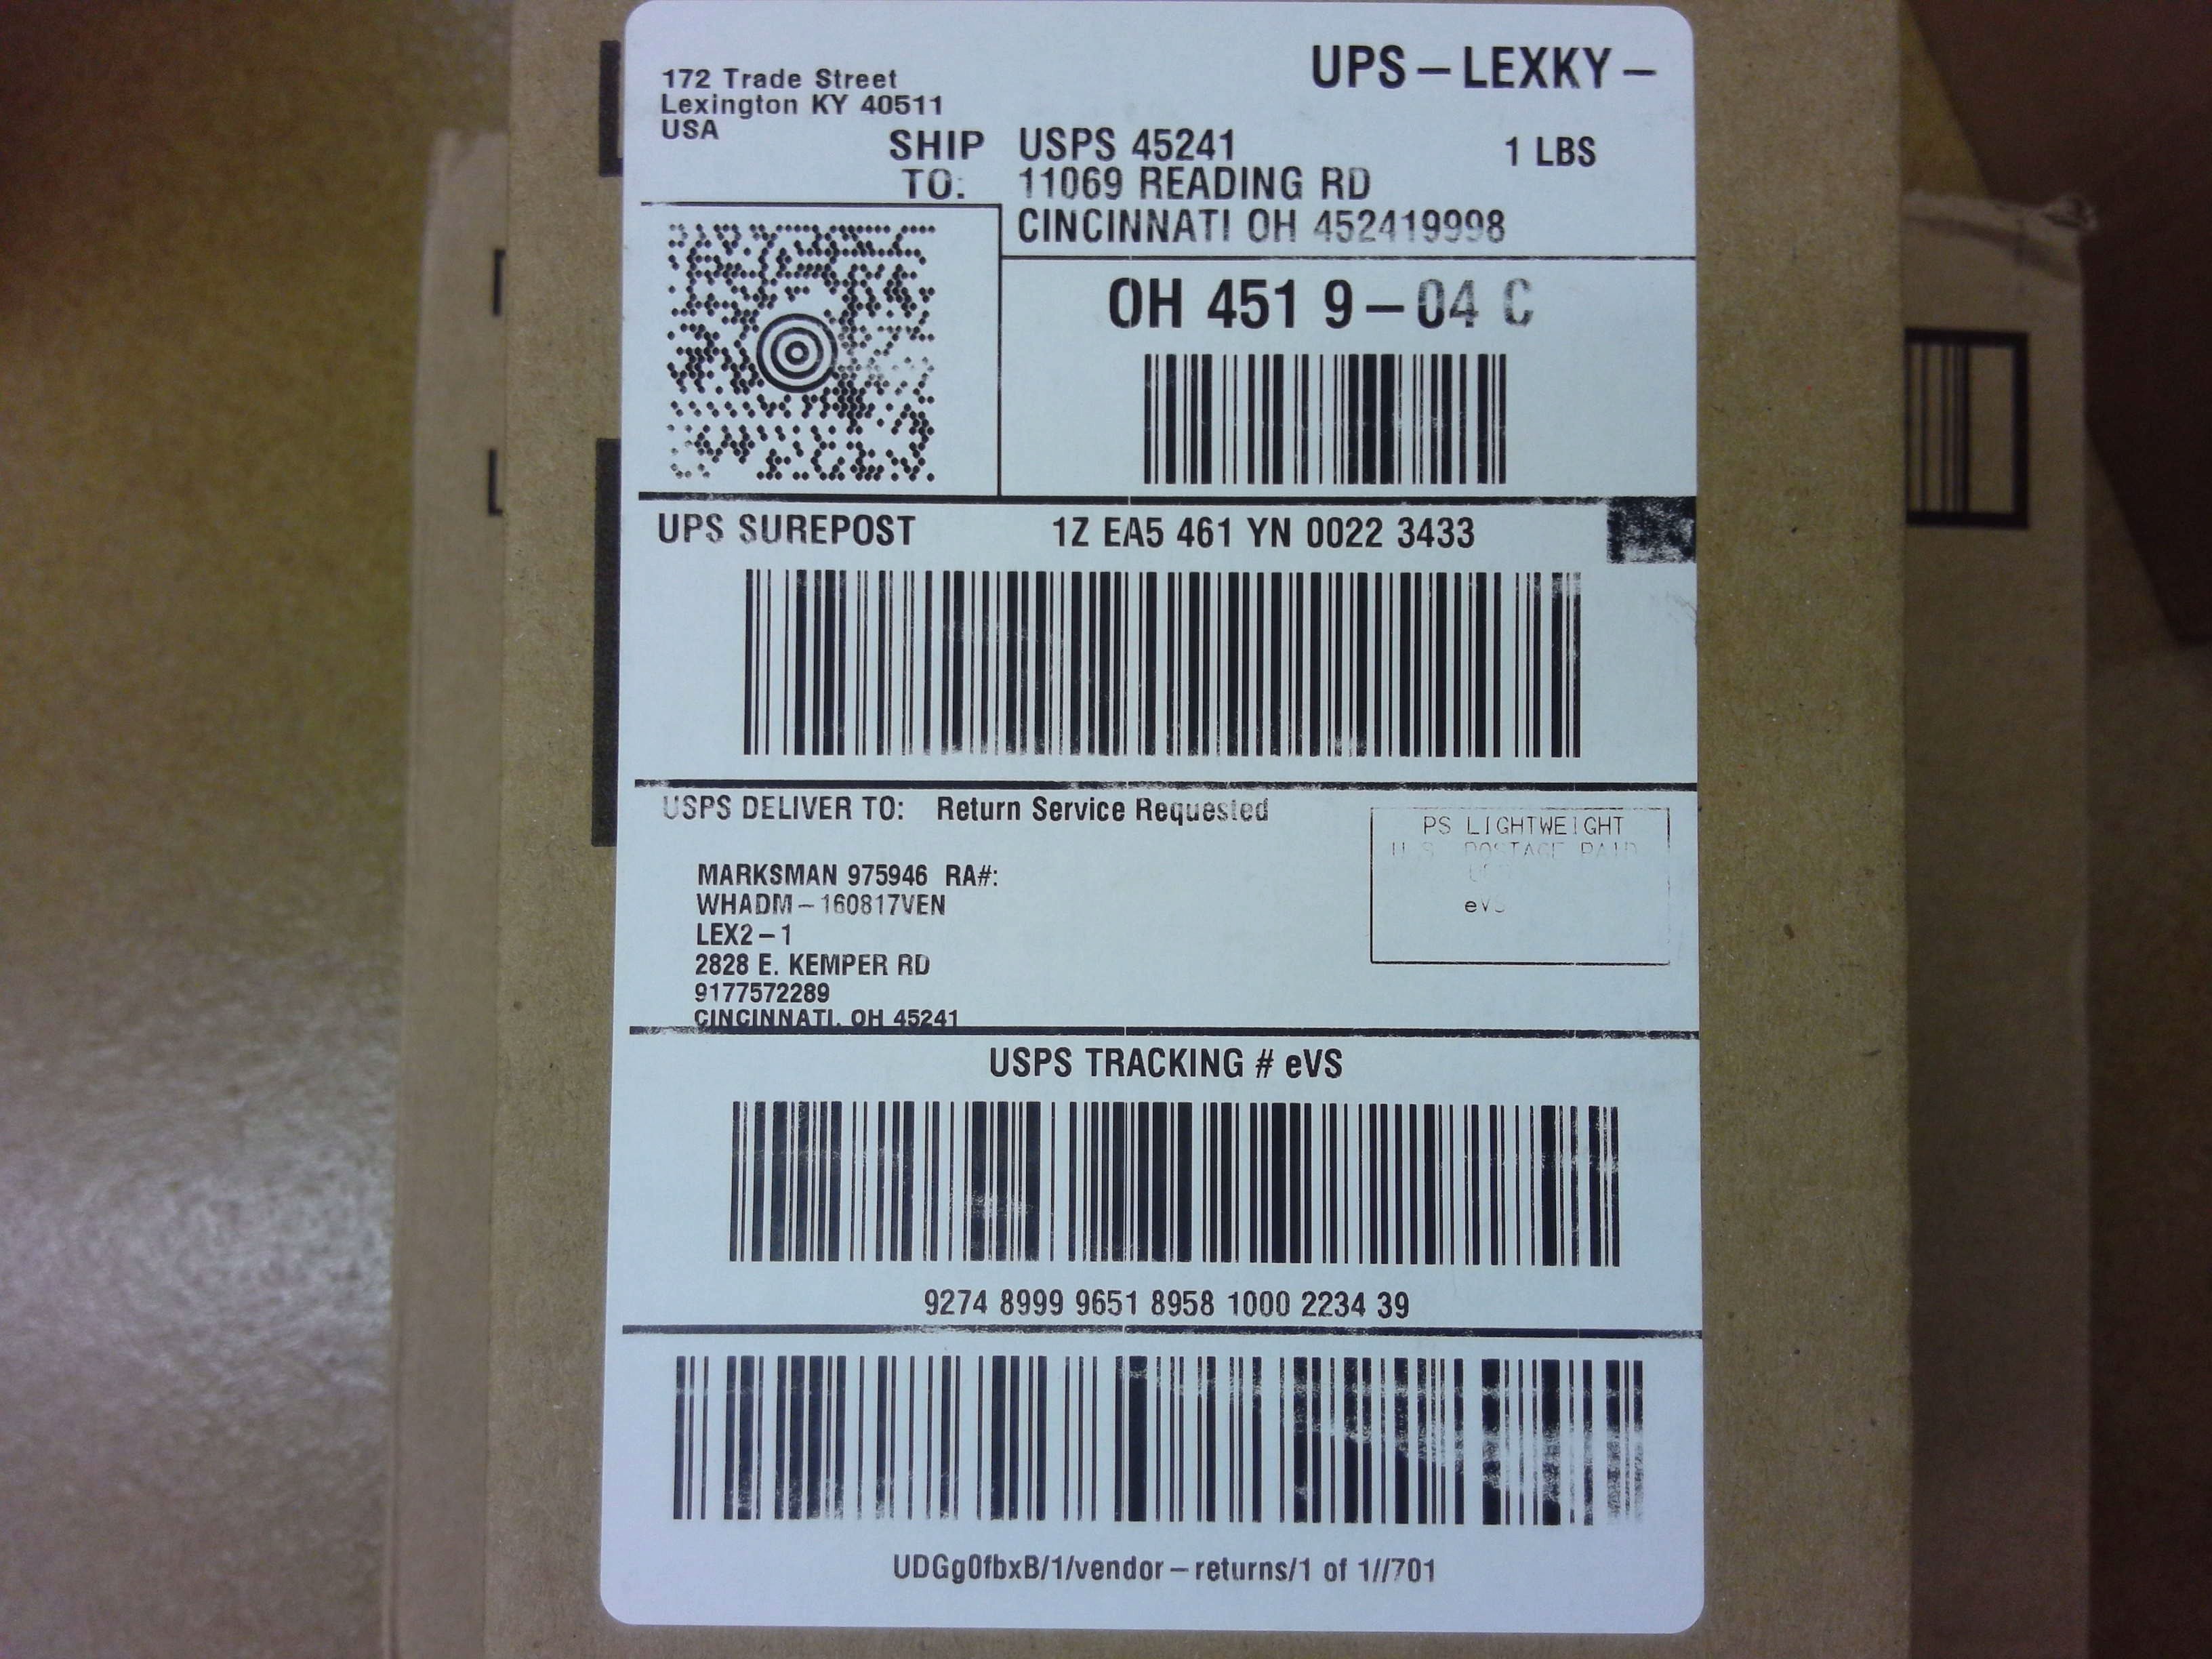 UPS – LEXKY –
172 Trade Street
Lexington KY 40511
USA
SHIP TO:
USPS 45241
11069 READING RD
CINCINNATI OH 452419998
1 LBS
OH 451 9 – 04 C
UPS SUREPOST
1Z EA5 461 YN 0022 3433
USPS DELIVER TO: Return Service Requested
PS LIGHTWEIGHT
U.S. POSTAGE PAID
eVS
MARKSMAN 975946 RA#:
WHADM – 160817VEN
LEX2 – 1
2828 E. KEMPER RD
9177572289
CINCINNATI, OH 45241
USPS TRACKING # eVS
9274 8999 9651 8958 1000 2234 39
UDGg0fbxB/1/vendor – returns/1 of 1//701